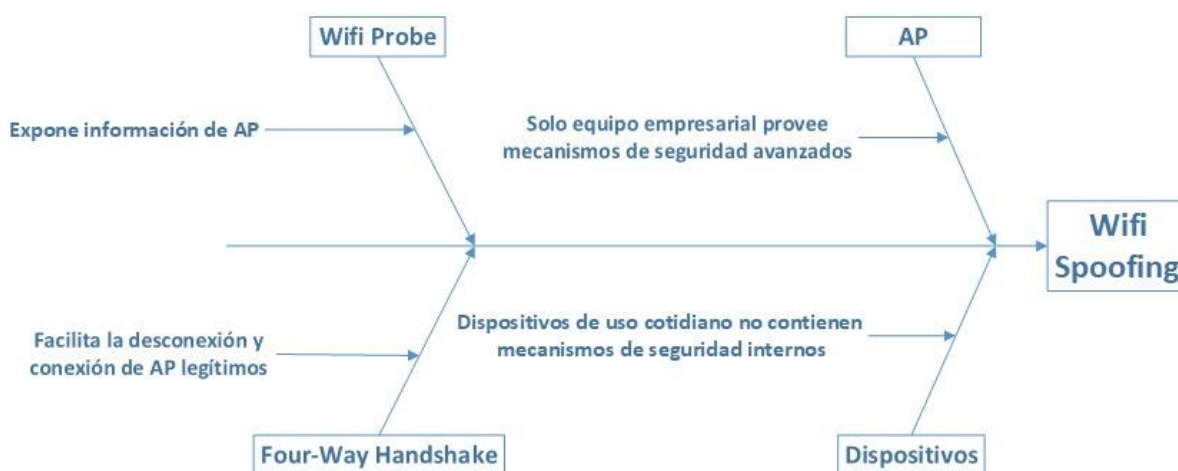 Wifi Probe
AP
Expone información de AP
Solo equipo empresarial provee
mecanismos de seguridad avanzados
Wifi
Spoofing
Facilita la desconexión y
conexión de AP legítimos
Dispositivos de uso cotidiano no contienen
mecanismos de seguridad internos
Four-Way Handshake
Dispositivos